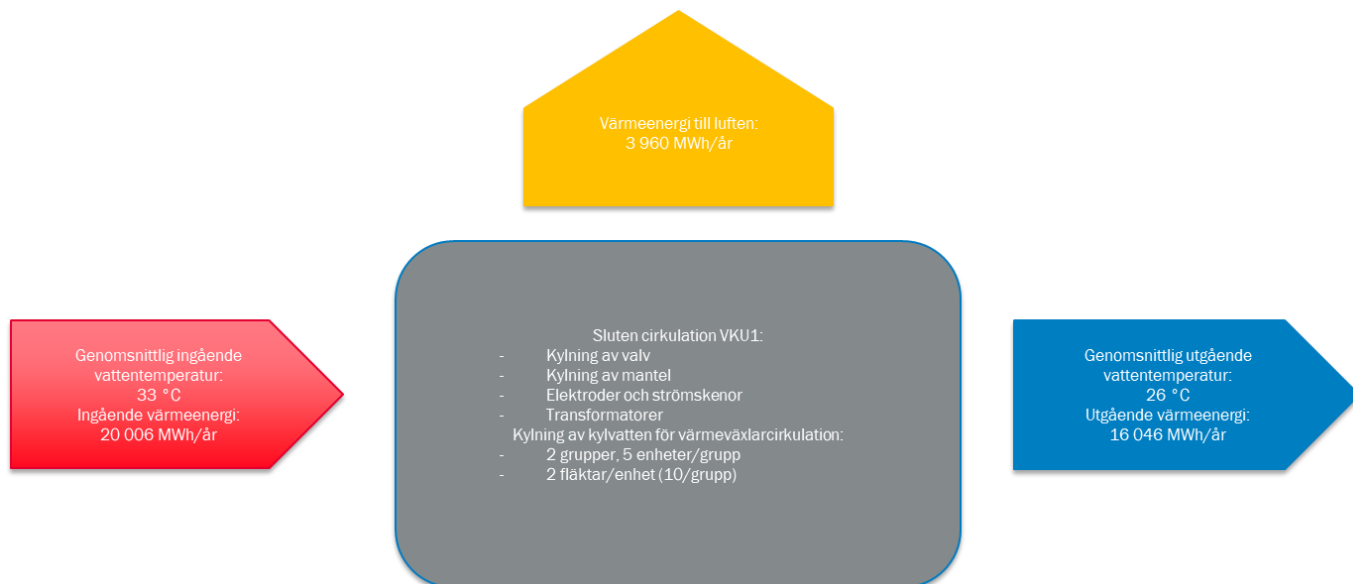 Värmeenergi till luften:
3 960 MWh/år
Genomsnittlig ingående
vattentemperatur:
33 °C
Ingående värmeenergi:
20 006 MWh/år
Sluten cirkulation VKU1:
- Kylning av valv
- Kylning av mantel
- Elektroder och strömskenor
- Transformatorer
Kylning av kylvatten för värmeväxlarcirkulation:
- 2 grupper, 5 enheter/grupp
- 2 fläktar/enhet (10/grupp)
Genomsnittlig utgående
vattentemperatur:
26 °C
Utgående värmeenergi:
16 046 MWh/år